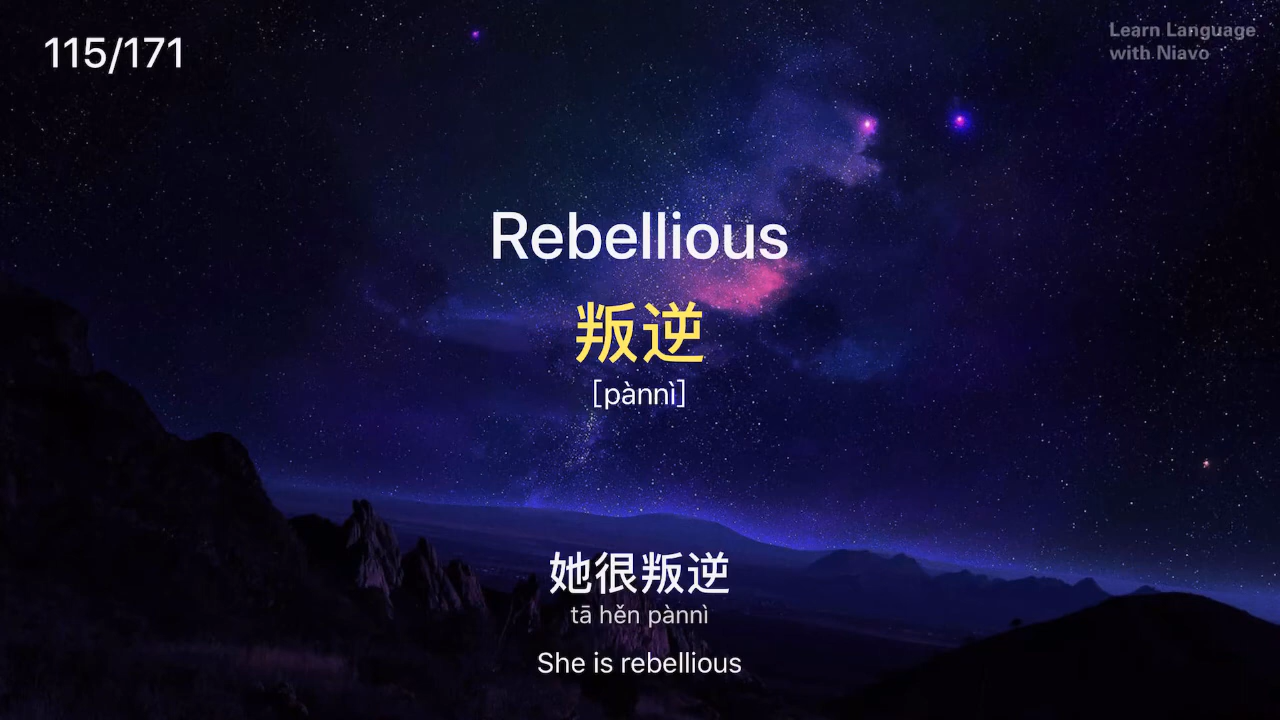 115/171
Learn Language
with Niavo
Rebellious
叛逆
[pànnì]
她很叛逆
tā hěn pànnì
She is rebellious